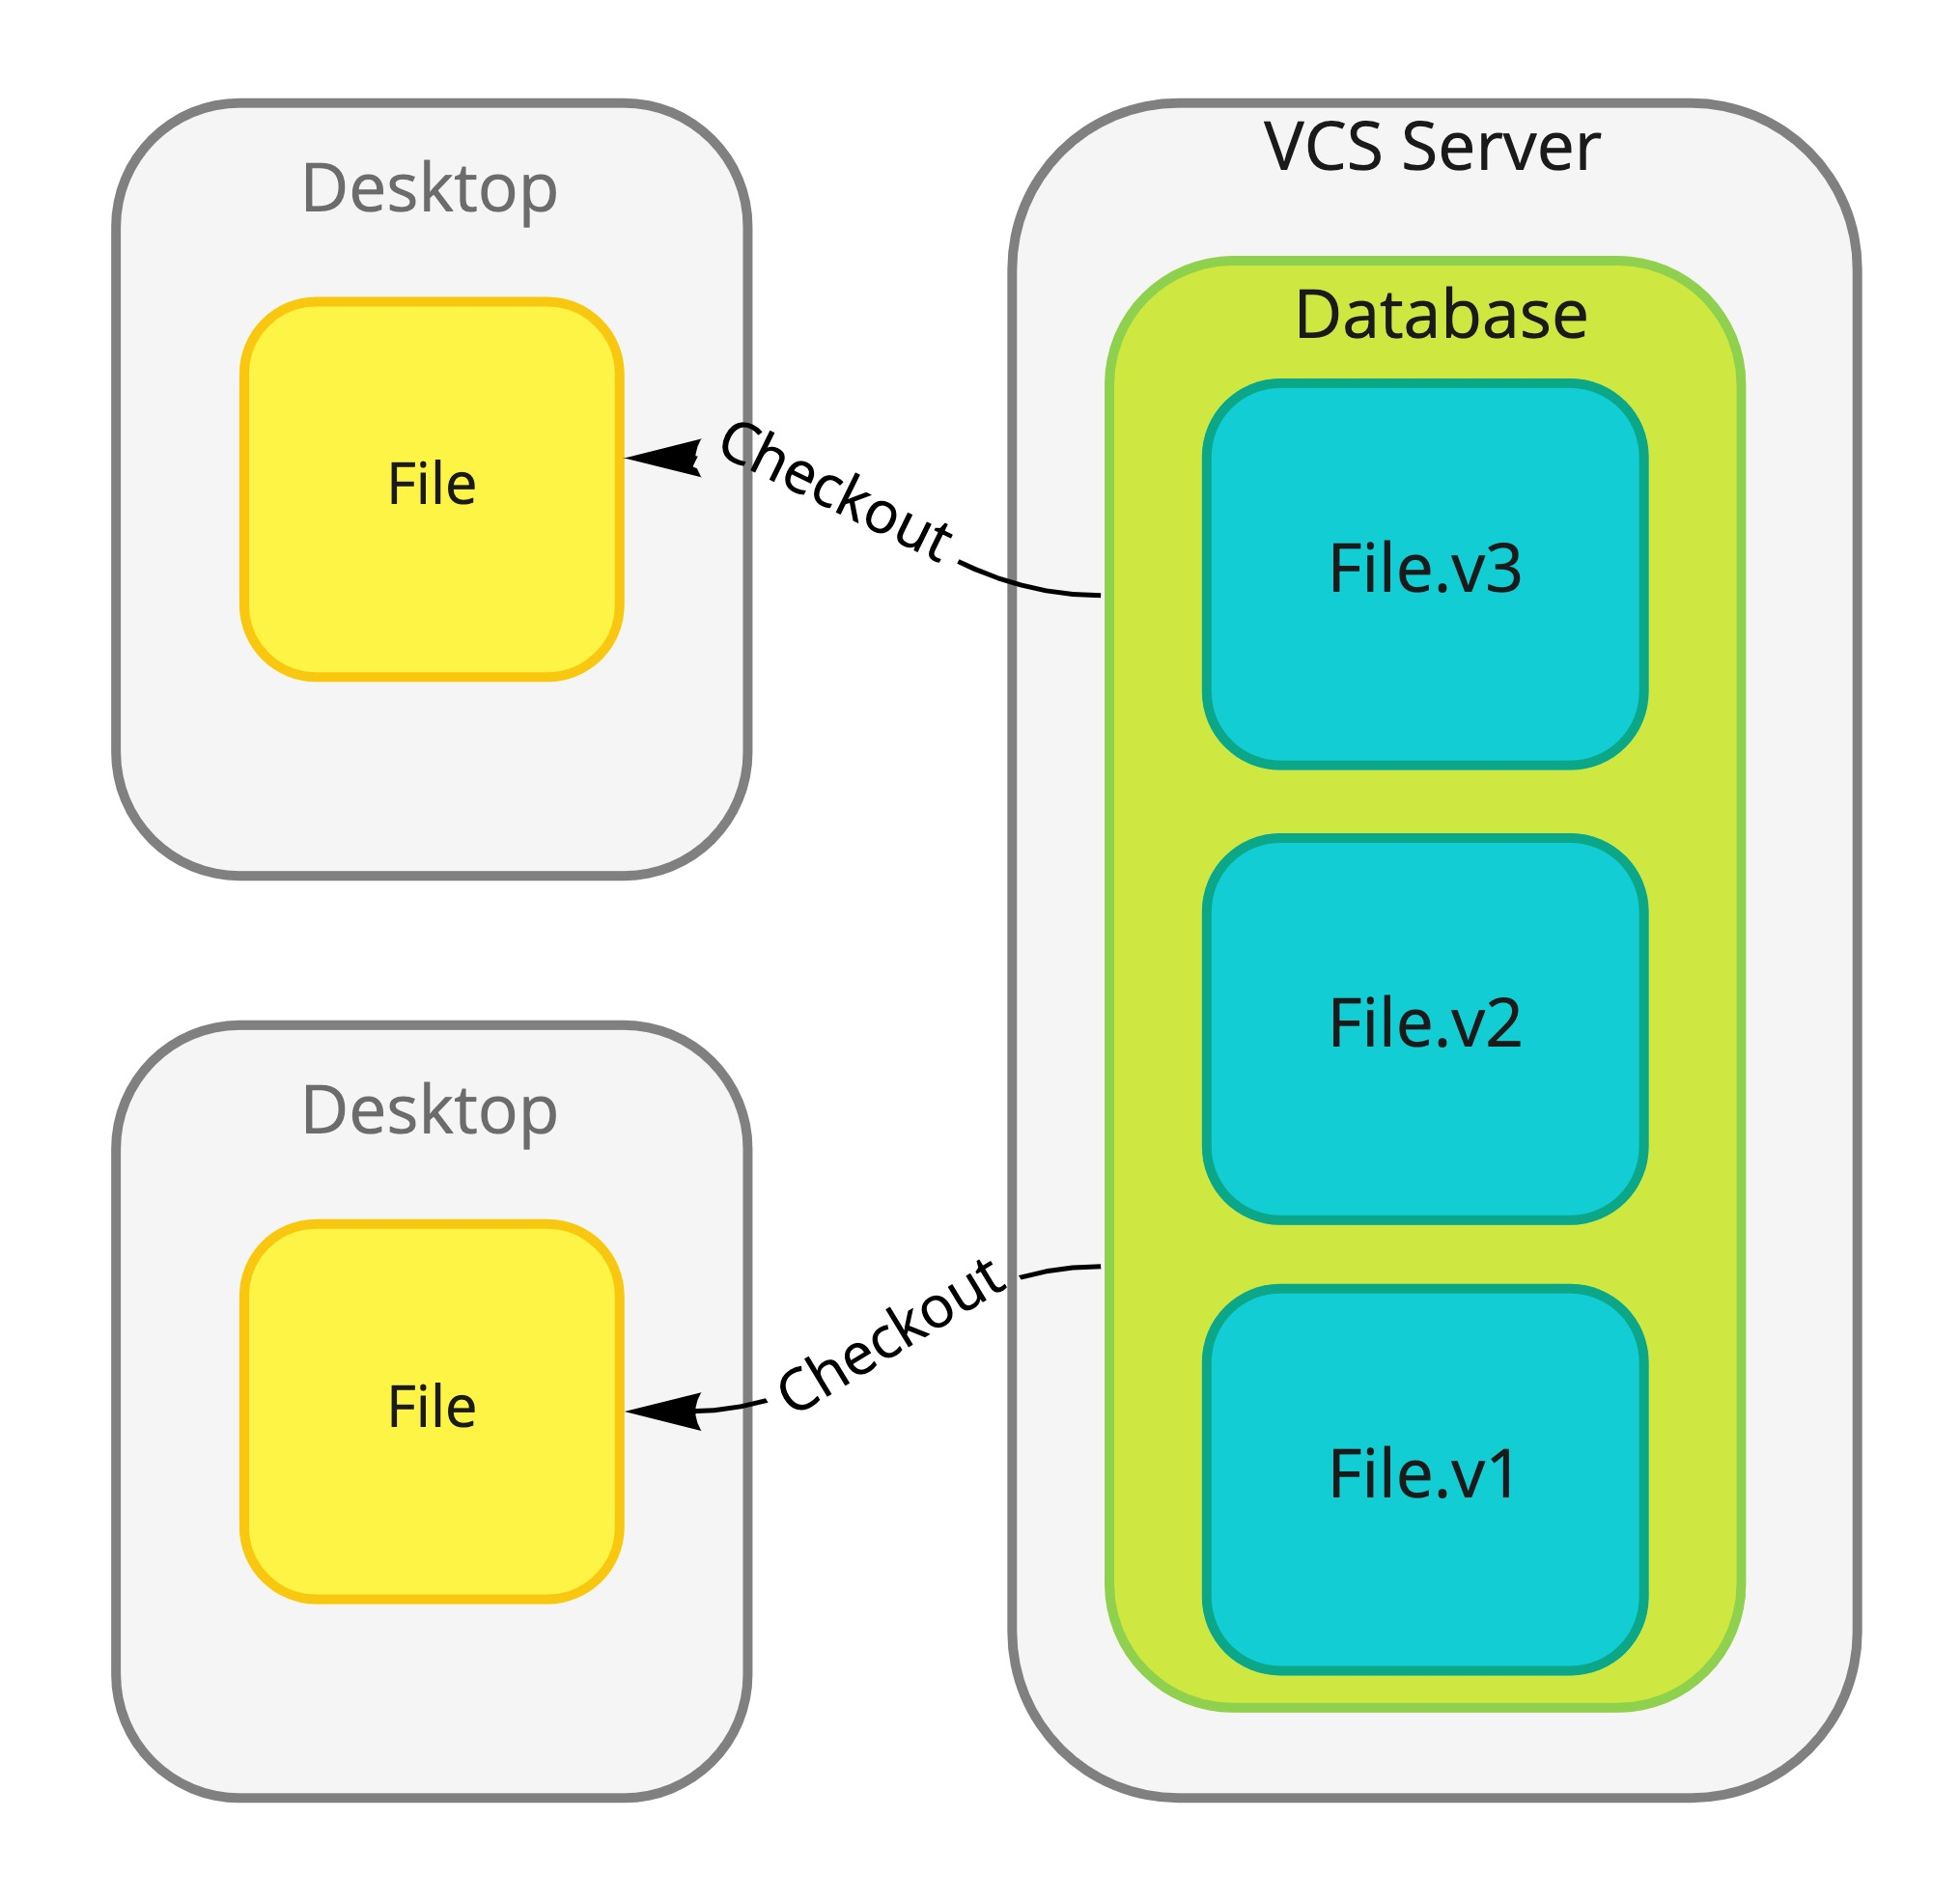 Desktop
File
Checkout
Desktop
File
Checkout
VCS Server
Database
File.v3
File.v2
File.v1